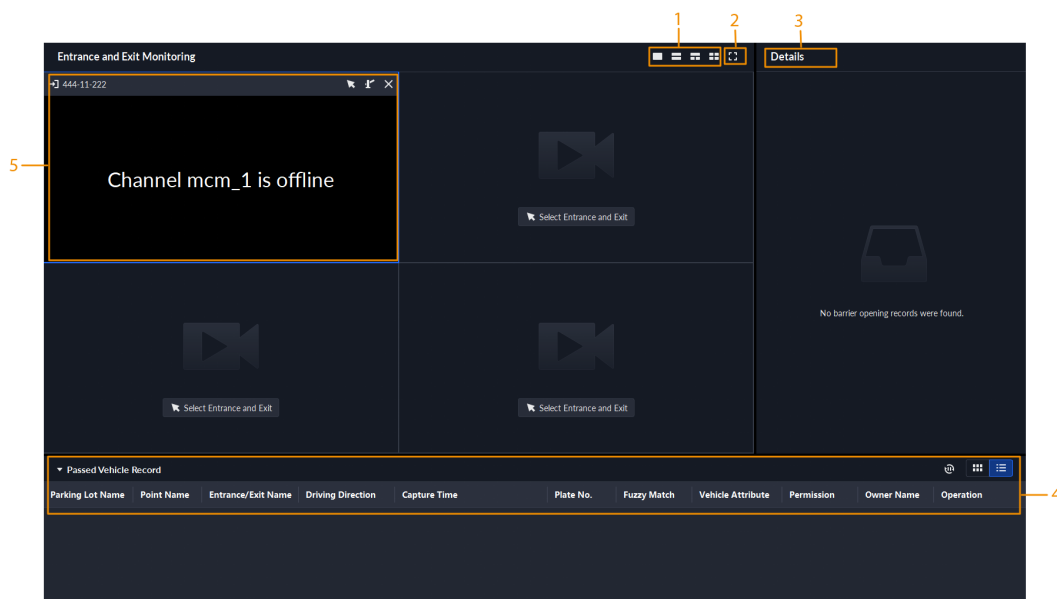 1 2 3
Entrance and Exit Monitoring
Details
444-11-222
5
Channel mcm_1 is offline
Select Entrance and Exit
No barrier opening records were found.
Select Entrance and Exit
Select Entrance and Exit
Passed Vehicle Record
Parking Lot Name Point Name Entrance/Exit Name Driving Direction Capture Time Plate No. Fuzzy Match Vehicle Attribute Permission Owner Name Operation
4